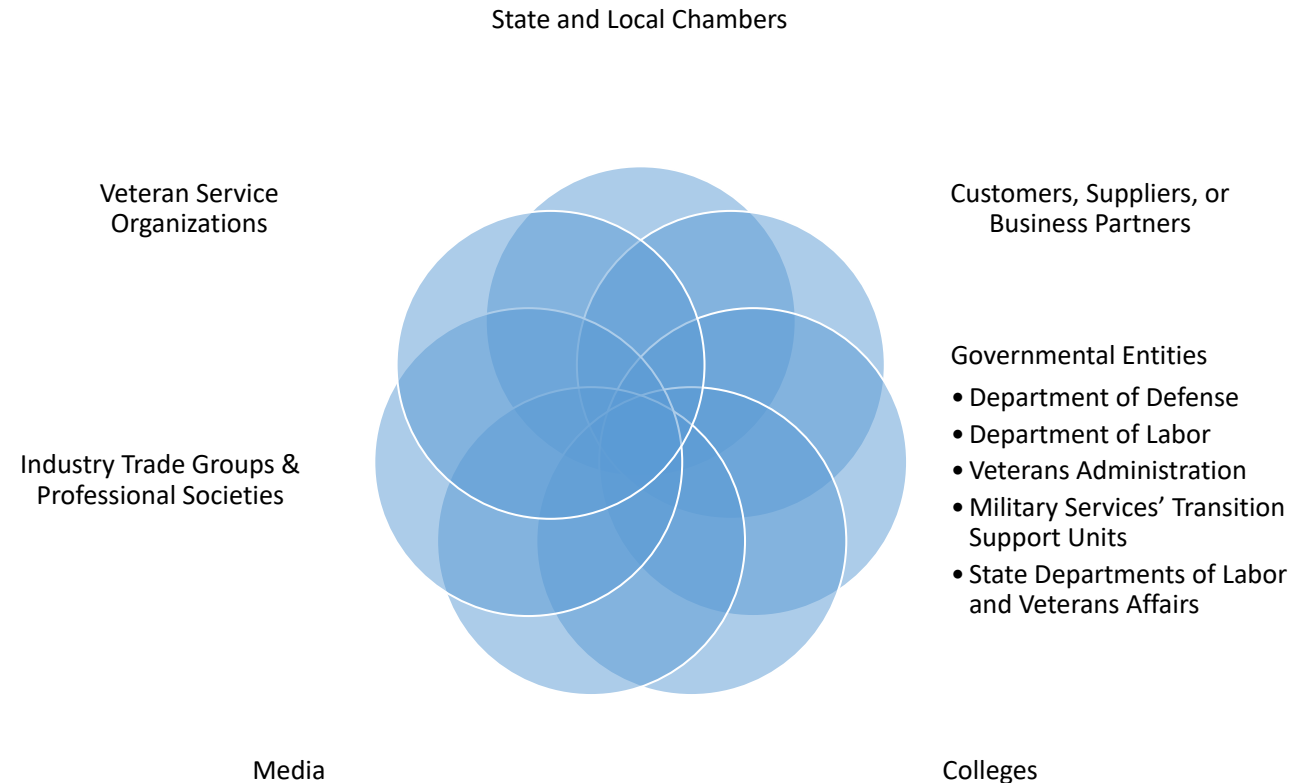 State and Local Chambers
Customers, Suppliers, or
Business Partners
Governmental Entities
• Department of Defense
• Department of Labor
• Veterans Administration
• Military Services’ Transition
Support Units
• State Departments of Labor
and Veterans Affairs
Colleges
Media
Industry Trade Groups &
Professional Societies
Veteran Service
Organizations